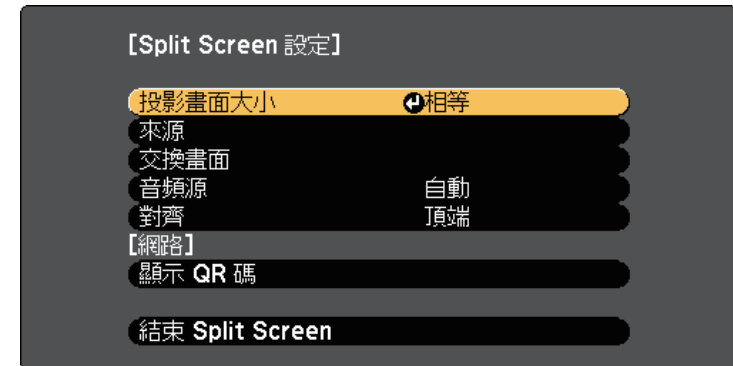 [Split Screen 設定]
投影畫面大小 相等
來源
交換畫面
音頻源 自動
對齊 頂端
[網路]
顯示 QR 碼
結束 Split Screen